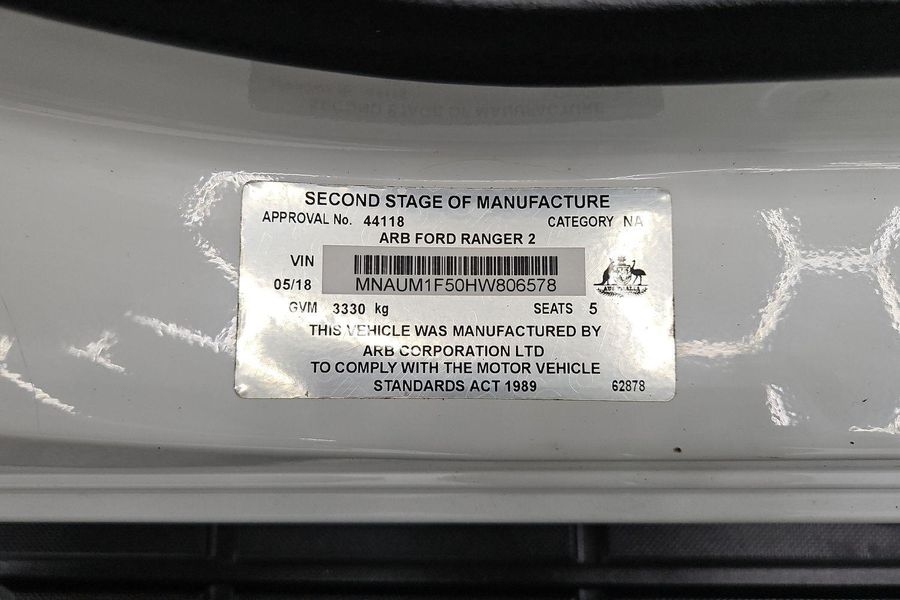 SECOND STAGE OF MANUFACTURE
APPROVAL No. 44118 CATEGORY NA
ARB FORD RANGER 2
VIN
05/18 MNAUM1F50HW806578
AUSTRALIA
GVM 3330 kg SEATS 5
THIS VEHICLE WAS MANUFACTURED BY
ARB CORPORATION LTD
TO COMPLY WITH THE MOTOR VEHICLE
STANDARDS ACT 1989 62878